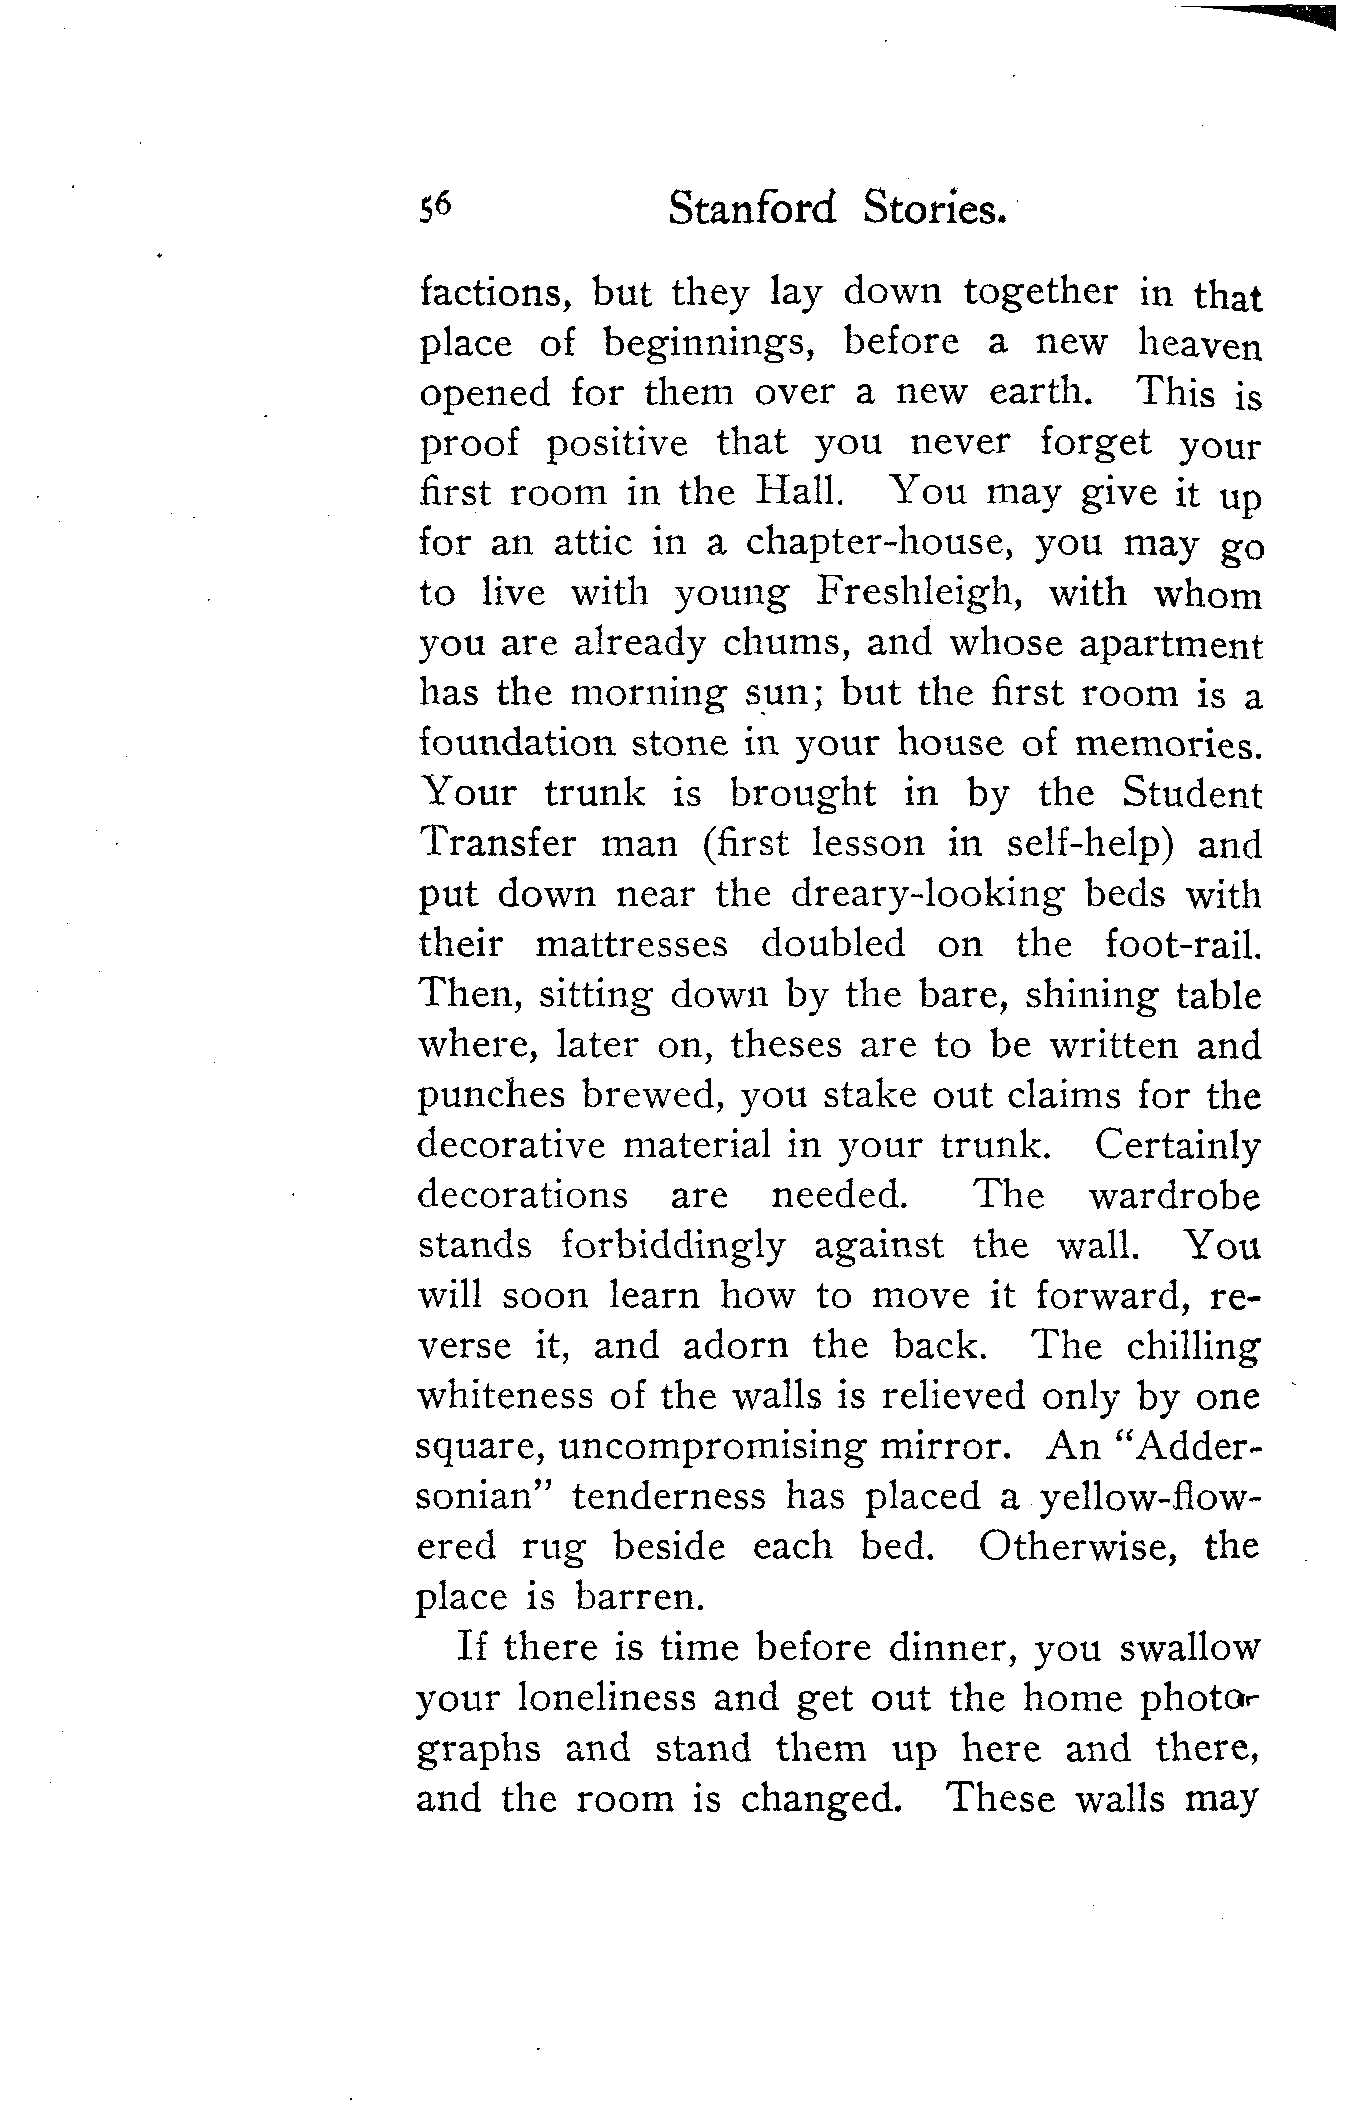 56 Stanford Stories.
factions, but they lay down together in that
place of beginnings, before a new heaven
opened for them over a new earth. This is
proof positive that you never forget your
first room in the Hall. You may give it up
for an attic in a chapter-house, you may go
to live with young Freshleigh, with whom
you are already chums, and whose apartment
has the morning sun; but the first room is a
foundation stone in your house of memories.
Your trunk is brought in by the Student
Transfer man (first lesson in self-help) and
put down near the dreary-looking beds with
their mattresses doubled on the foot-rail.
Then, sitting down by the bare, shining table
where, later on, theses are to be written and
punches brewed, you stake out claims for the
decorative material in your trunk. Certainly
decorations are needed. The wardrobe
stands forbiddingly against the wall. You
will soon learn how to move it forward, re-
verse it, and adorn the back. The chilling
whiteness of the walls is relieved only by one
square, uncompromising mirror. An "Adder-
sonian" tenderness has placed a yellow-flow-
ered rug beside each bed. Otherwise, the
place is barren.
If there is time before dinner, you swallow
your loneliness and get out the home photo-
graphs and stand them up here and there,
and the room is changed. These walls may